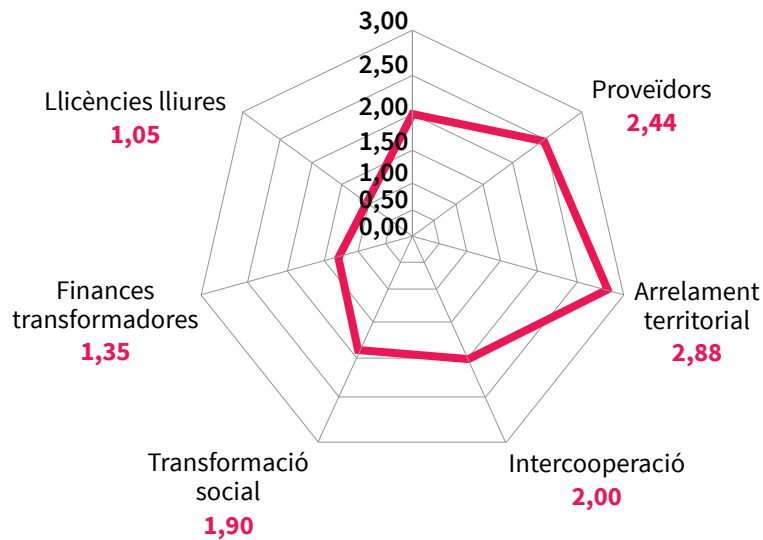 3,00
2,50
2,00
1,50
1,00
0,50
0,00
Proveïdors
2,44
Arrelament
territorial
2,88
Intercooperació
2,00
Transformació
social
1,90
Finances
transformadores
1,35
Llicències lliures
1,05